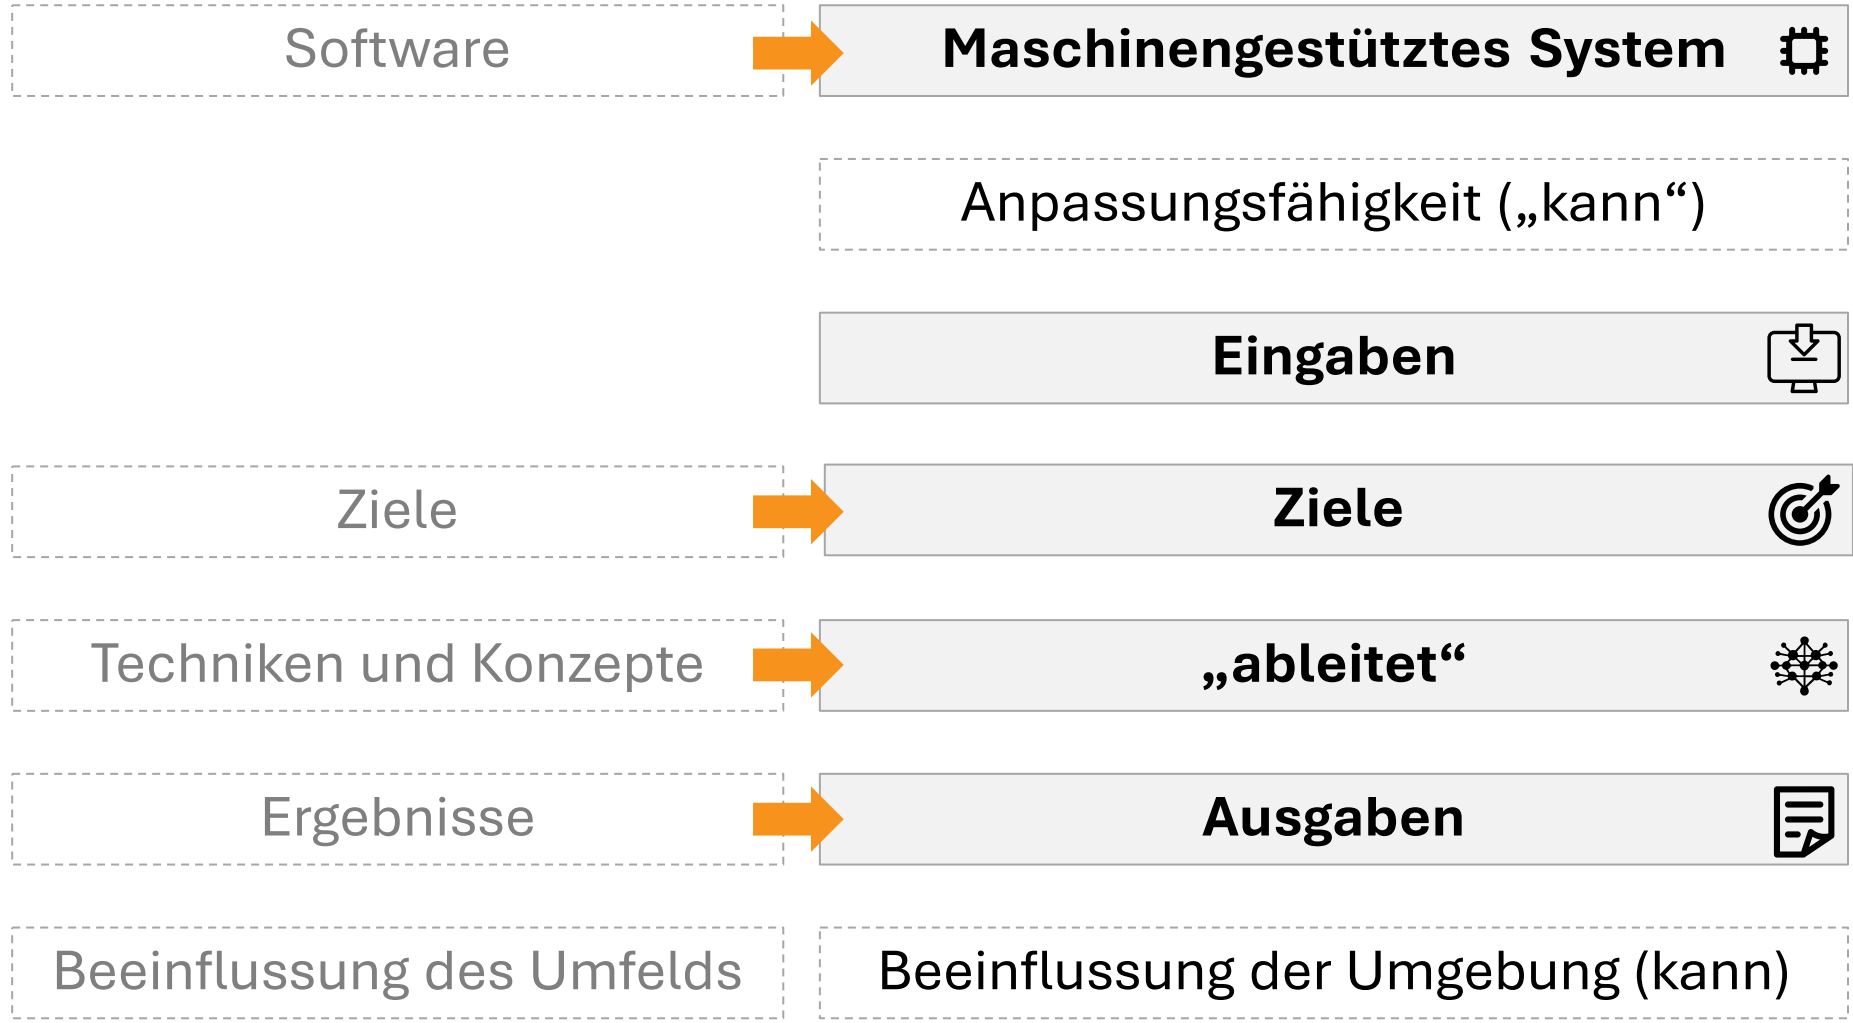 Software
Maschinengestütztes System
Anpassungsfähigkeit („kann“)
Eingaben
Ziele
Ziele
Techniken und Konzepte
„ableitet“
Ergebnisse
Ausgaben
Beeinflussung des Umfelds
Beeinflussung der Umgebung (kann)